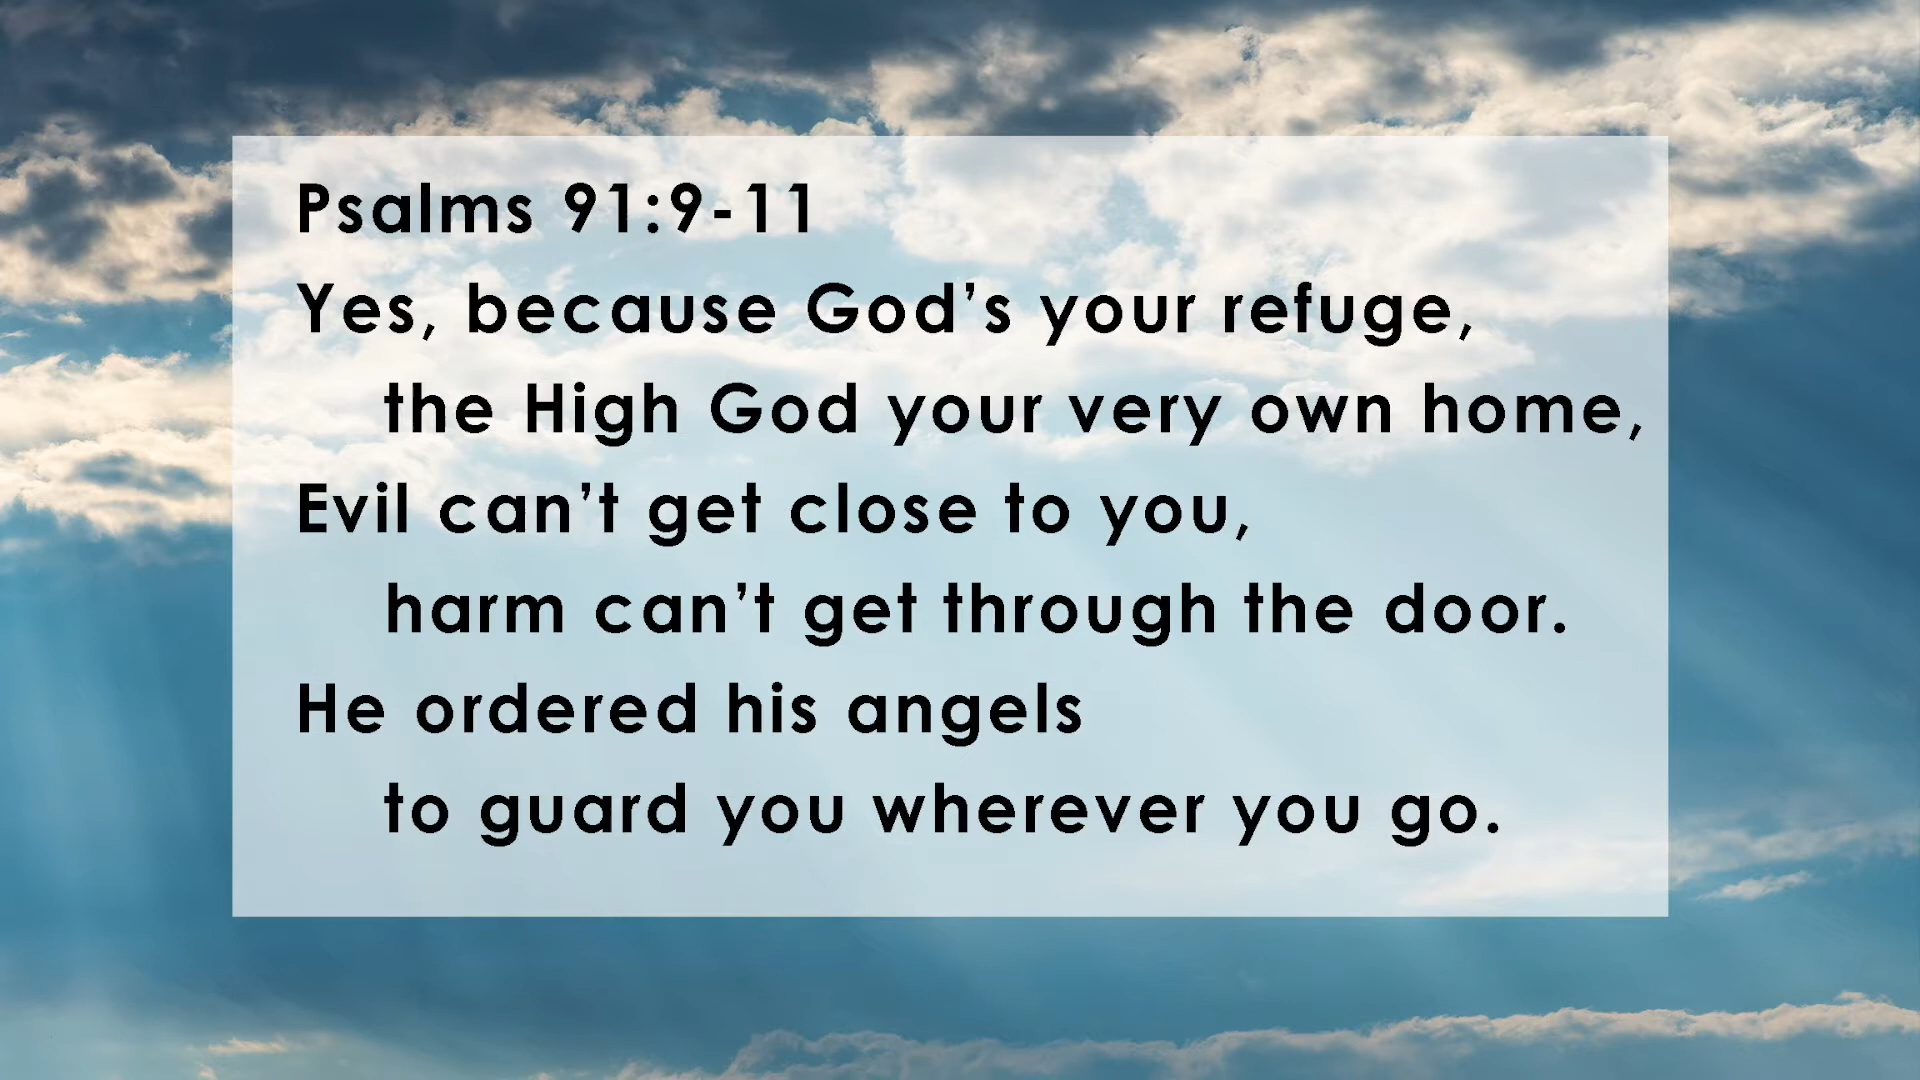 Psalms 91:9-11
Yes, because God’s your refuge,
the High God your very own home,
Evil can’t get close to you,
harm can’t get through the door.
He ordered his angels
to guard you wherever you go.